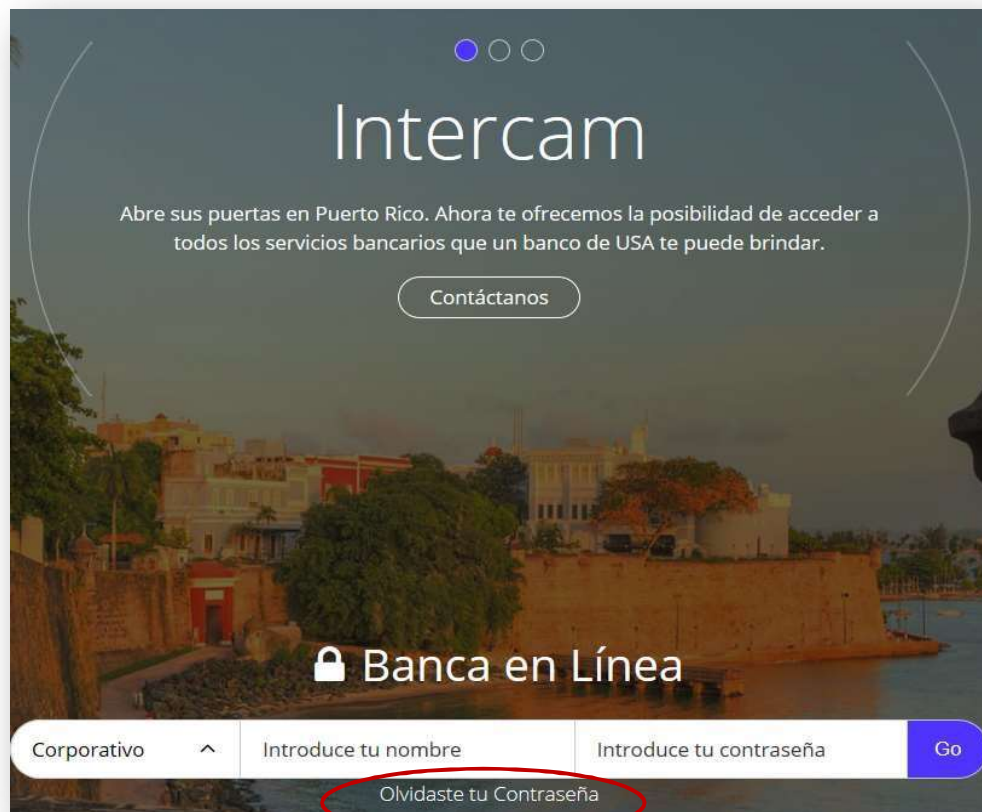 Intercam
Abre sus puertas en Puerto Rico. Ahora te ofrecemos la posibilidad de acceder a
todos los servicios bancarios que un banco de USA te puede brindar.
Contáctanos
Banca en Línea
Corporativo Introduce tu nombre Introduce tu contraseña Go
Olvidaste tu Contraseña